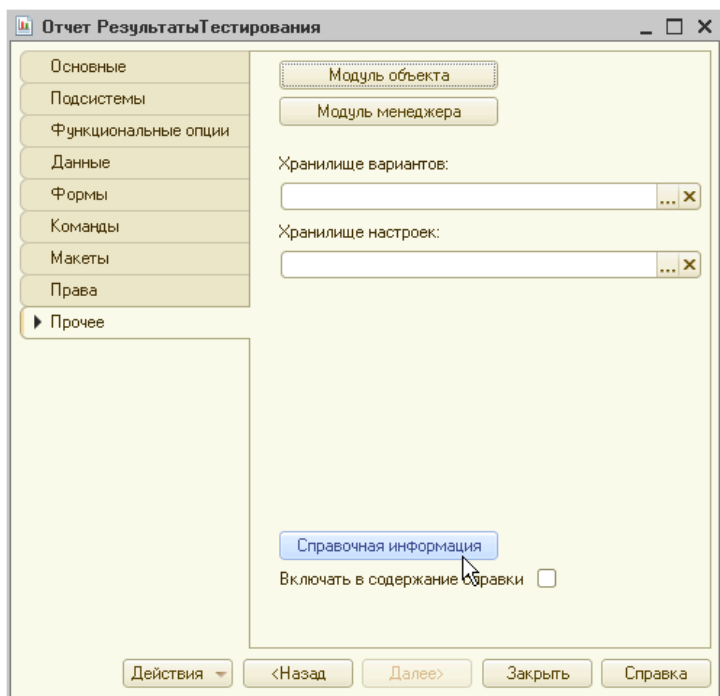 Отчет РезультатыТестирования
Основные
Подсистемы
Функциональные опции
Данные
Формы
Команды
Макеты
Права
Прочее
Модуль объекта
Модуль менеджера
Хранилище вариантов:
...
Хранилище настроек:
...
Справочная информация
Включать в содержание справки
Действия
<Назад
Далее>
Закрыть
Справка